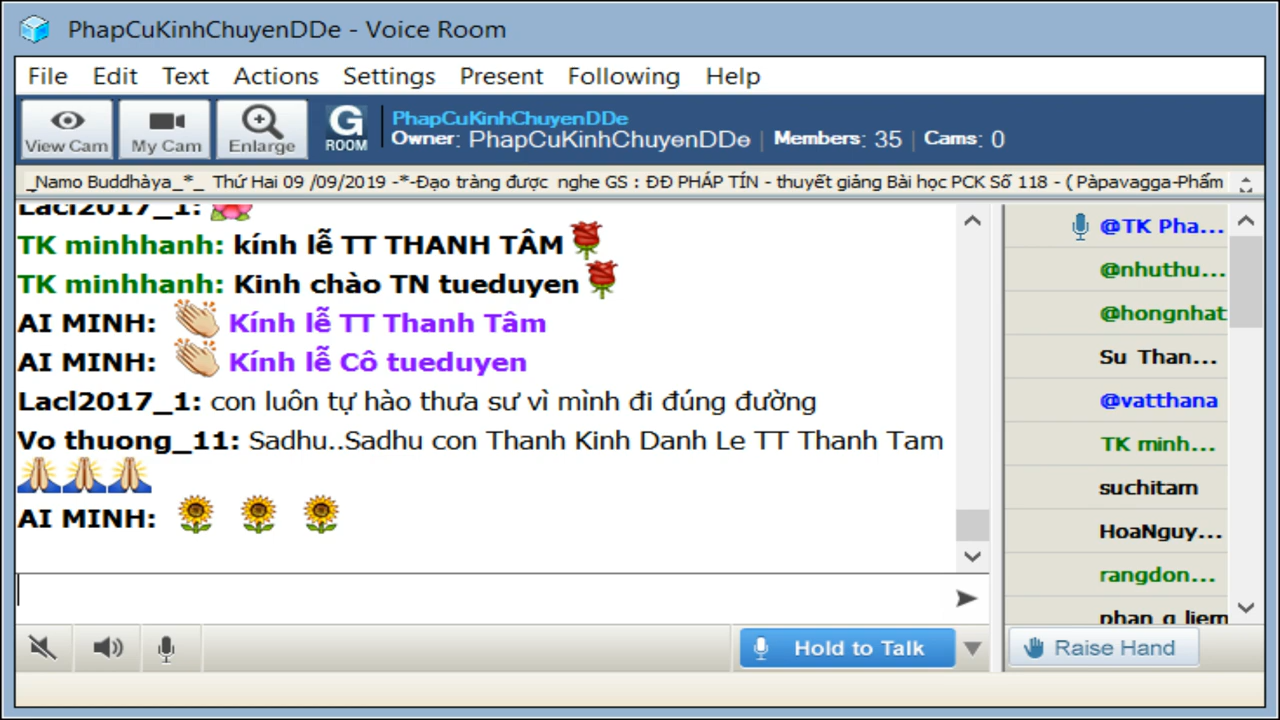 PhapCuKinhChuyenDDe - Voice Room
File Edit Text Actions Settings Present Following Help
View Cam My Cam Enlarge G ROOM
PhapCuKinhChuyenDDe
Owner: PhapCuKinhChuyenDDe | Members: 35 | Cams: 0
_Namo Buddhàya_*_ Thứ Hai 09 /09/2019 -*-Đạo tràng được nghe GS : ĐĐ PHÁP TÍN - thuyết giảng Bài học PCK Số 118 - ( Pàpavagga-Phẩm
Lacl2017_1:
TK minhhanh: kính lễ TT THANH TÂM
TK minhhanh: Kinh chào TN tueduyen
AI MINH: Kính lễ TT Thanh Tâm
AI MINH: Kính lễ Cô tueduyen
Lacl2017_1: con luôn tự hào thưa sư vì mình đi đúng đường
Vo thuong_11: Sadhu..Sadhu con Thanh Kinh Danh Le TT Thanh Tam
AI MINH:
@TK Pha...
@nhuthu...
@hongnhat
Su Than...
@vatthana
TK minh...
suchitam
HoaNguy...
rangdon...
phan q liem
Hold to Talk
Raise Hand